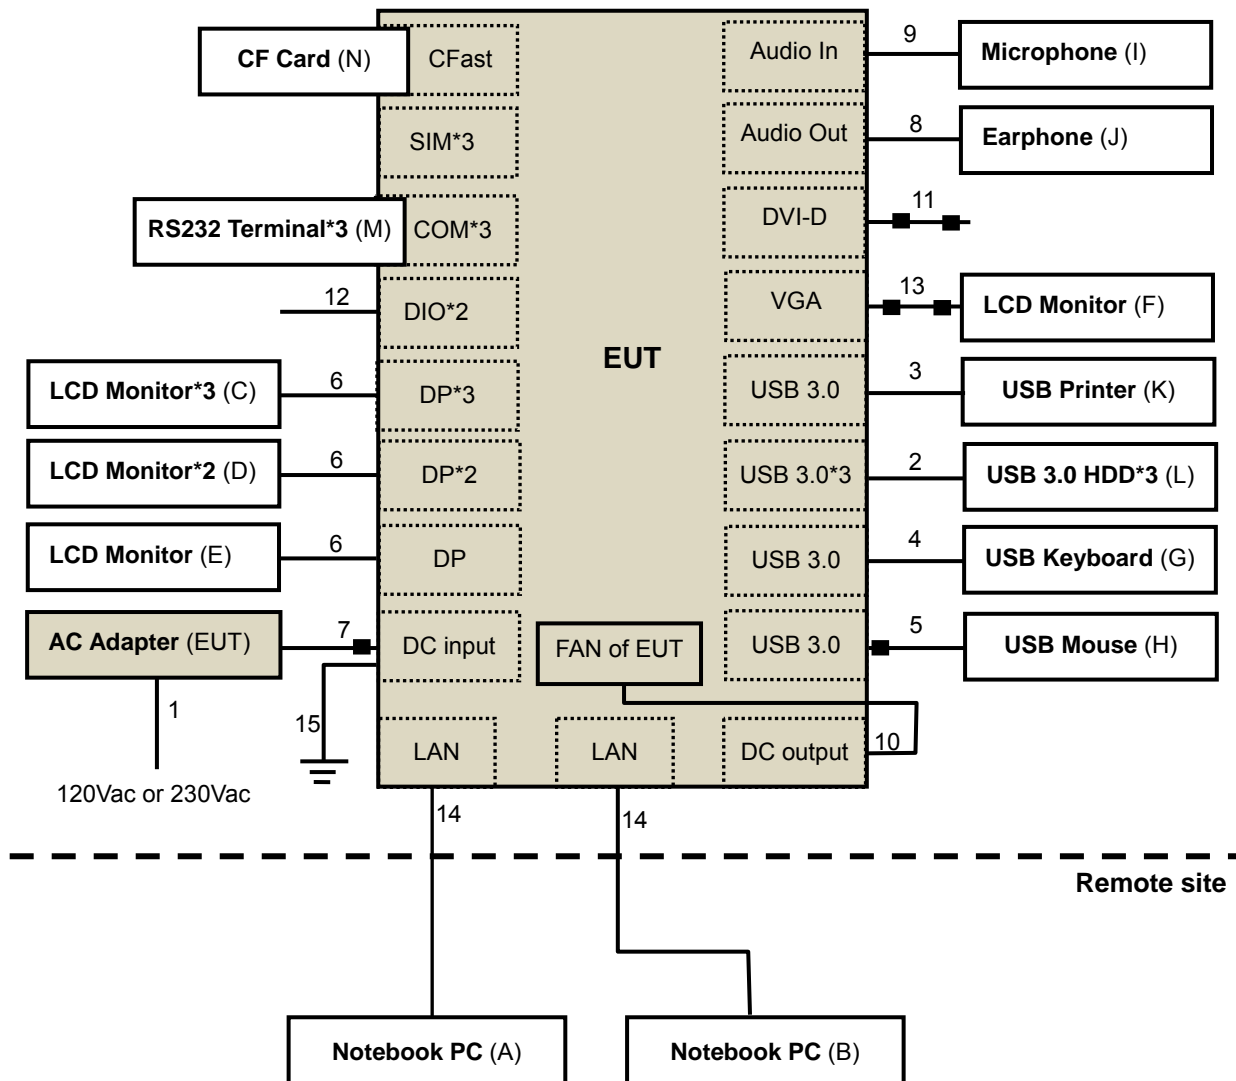 CF Card (N)
CFast
Audio In
9
Microphone (I)
SIM*3
Audio Out
8
Earphone (J)
RS232 Terminal*3 (M)
COM*3
DVI-D
11
12
DIO*2
VGA
13
LCD Monitor (F)
EUT
LCD Monitor*3 (C)
6
DP*3
USB 3.0
3
USB Printer (K)
LCD Monitor*2 (D)
6
DP*2
USB 3.0*3
2
USB 3.0 HDD*3 (L)
LCD Monitor (E)
6
DP
USB 3.0
4
USB Keyboard (G)
AC Adapter (EUT)
7
DC input
FAN of EUT
USB 3.0
5
USB Mouse (H)
1
15
LAN
LAN
DC output
10
120Vac or 230Vac
14
14
Remote site
Notebook PC (A)
Notebook PC (B)